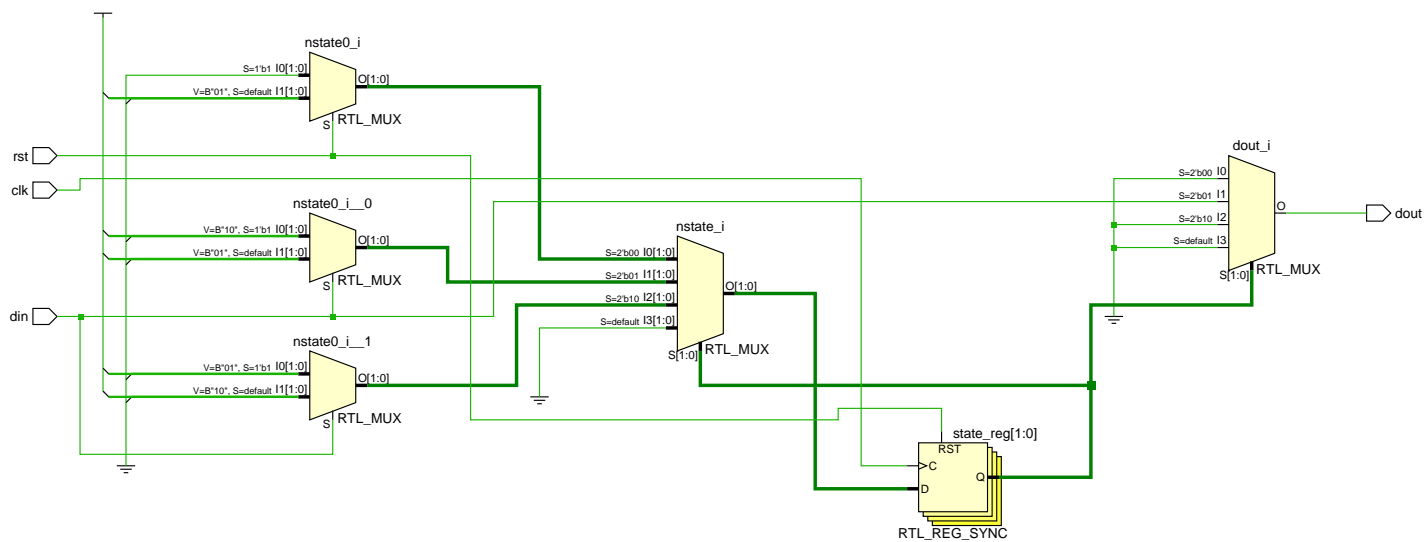 nstate0_i
S=1'b1 I0[1:0]
V=B"01", S=default I1[1:0]
O[1:0]
S
RTL_MUX
rst
clk
nstate0_i__0
V=B"10", S=1'b1 I0[1:0]
V=B"01", S=default I1[1:0]
O[1:0]
S
RTL_MUX
din
nstate0_i__1
V=B"01", S=1'b1 I0[1:0]
V=B"10", S=default I1[1:0]
O[1:0]
S
RTL_MUX
nstate_i
S=2'b00 I0[1:0]
S=2'b01 I1[1:0]
S=2'b10 I2[1:0]
S=default I3[1:0]
O[1:0]
S[1:0]
RTL_MUX
state_reg[1:0]
RST
C
D
Q
RTL_REG_SYNC
dout_i
S=2'b00 I0
S=2'b01 I1
S=2'b10 I2
S=default I3
O
S[1:0]
RTL_MUX
dout